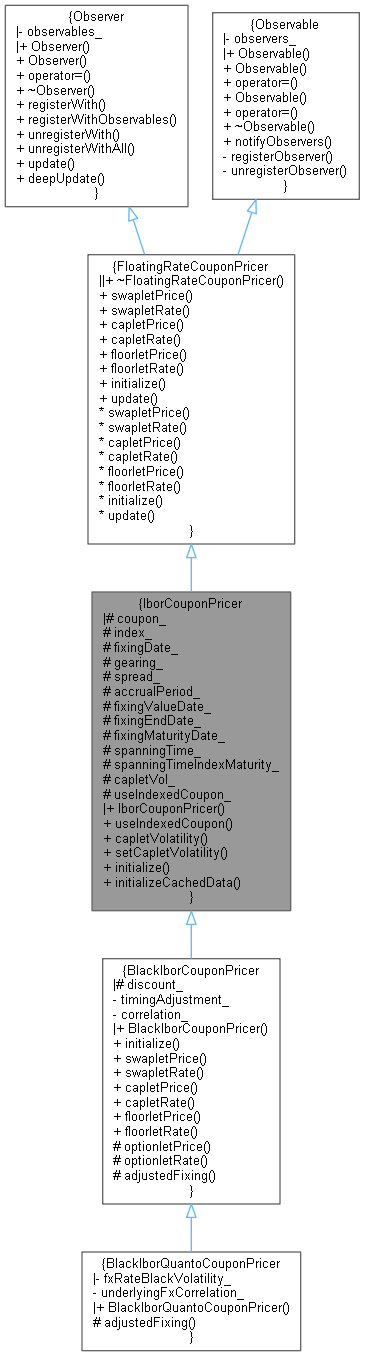 {Observer
|- observables_
|+ Observer()
+ Observer()
+ operator=()
+ ~Observer()
+ registerWith()
+ registerWithObservables()
+ unregisterWith()
+ unregisterWithAll()
+ update()
+ deepUpdate()
}
{Observable
|- observers_
|+ Observable()
+ Observable()
+ operator=()
+ Observable()
+ operator=()
+ ~Observable()
+ notifyObservers()
- registerObserver()
- unregisterObserver()
}
{FloatingRateCouponPricer
||+ ~FloatingRateCouponPricer()
+ swapletPrice()
+ swapletRate()
+ capletPrice()
+ capletRate()
+ floorletPrice()
+ floorletRate()
+ initialize()
+ update()
* swapletPrice()
* swapletRate()
* capletPrice()
* capletRate()
* floorletPrice()
* floorletRate()
* initialize()
* update()
}
{IborCouponPricer
|# coupon_
# index_
# fixingDate_
# gearing_
# spread_
# accrualPeriod_
# fixingValueDate_
# fixingEndDate_
# fixingMaturityDate_
# spanningTime_
# spanningTimeIndexMaturity_
# capletVol_
# useIndexedCoupon_
|+ IborCouponPricer()
+ useIndexedCoupon()
+ capletVolatility()
+ setCapletVolatility()
+ initialize()
+ initializeCachedData()
}
{BlackIborCouponPricer
|# discount_
- timingAdjustment_
- correlation_
|+ BlackIborCouponPricer()
+ initialize()
+ swapletPrice()
+ swapletRate()
+ capletPrice()
+ capletRate()
+ floorletPrice()
+ floorletRate()
# optionletPrice()
# optionletRate()
# adjustedFixing()
}
{BlackIborQuantoCouponPricer
|- fxRateBlackVolatility_
- underlyingFxCorrelation_
|+ BlackIborQuantoCouponPricer()
# adjustedFixing()
}